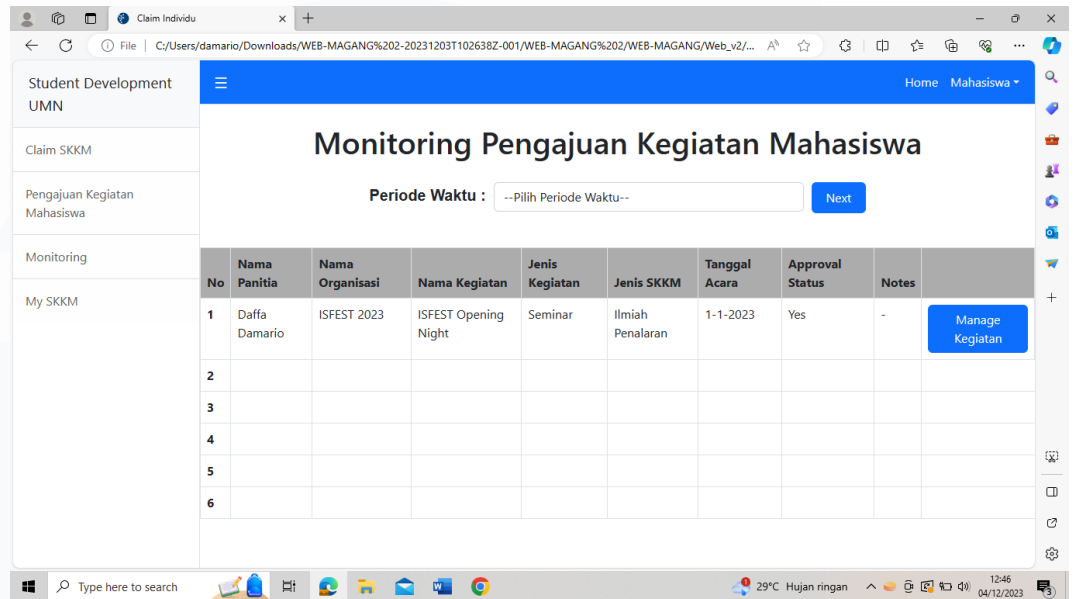 Claim Individu
File
C:/Users/damario/Downloads/WEB-MAGANG%202-20231203T102638Z-001/WEB-MAGANG%202/WEB-MAGANG/Web_v2/...
Student Development
UMN
Home Mahasiswa
Claim SKKM
Pengajuan Kegiatan
Mahasiswa
Monitoring
My SKKM
Monitoring Pengajuan Kegiatan Mahasiswa
Periode Waktu : --Pilih Periode Waktu-- Next
No Nama Panitia Nama Organisasi Nama Kegiatan Jenis Kegiatan Jenis SKKM Tanggal Acara Approval Status Notes
1 Daffa Damario ISFEST 2023 ISFEST Opening Night Seminar Ilmiah Penalaran 1-1-2023 Yes - Manage Kegiatan
2
3
4
5
6
Type here to search
29°C Hujan ringan
12:46
04/12/2023
3